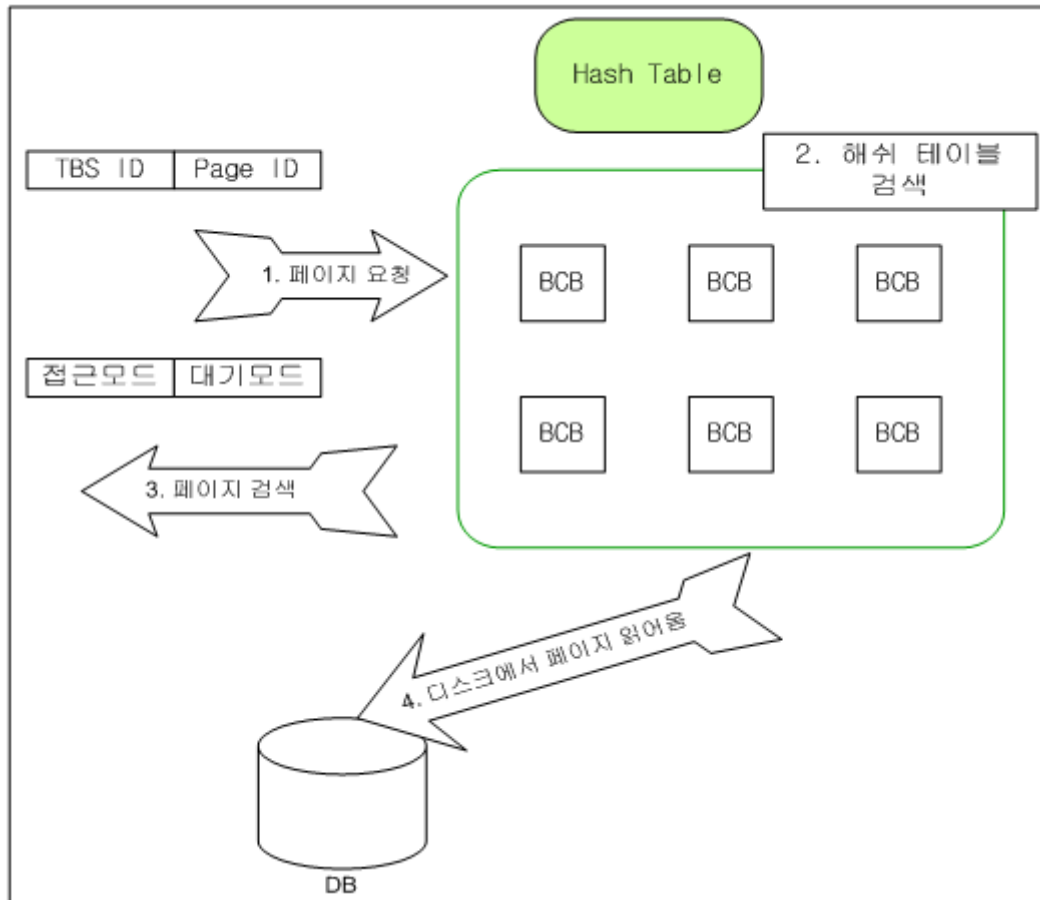 Hash Table
2. 해쉬 테이블
검색
TBS ID Page ID
1. 페이지 요청
BCB BCB BCB
접근모드 대기모드
BCB BCB BCB
3. 페이지 검색
4. 디스크에서 페이지 읽어옴
DB